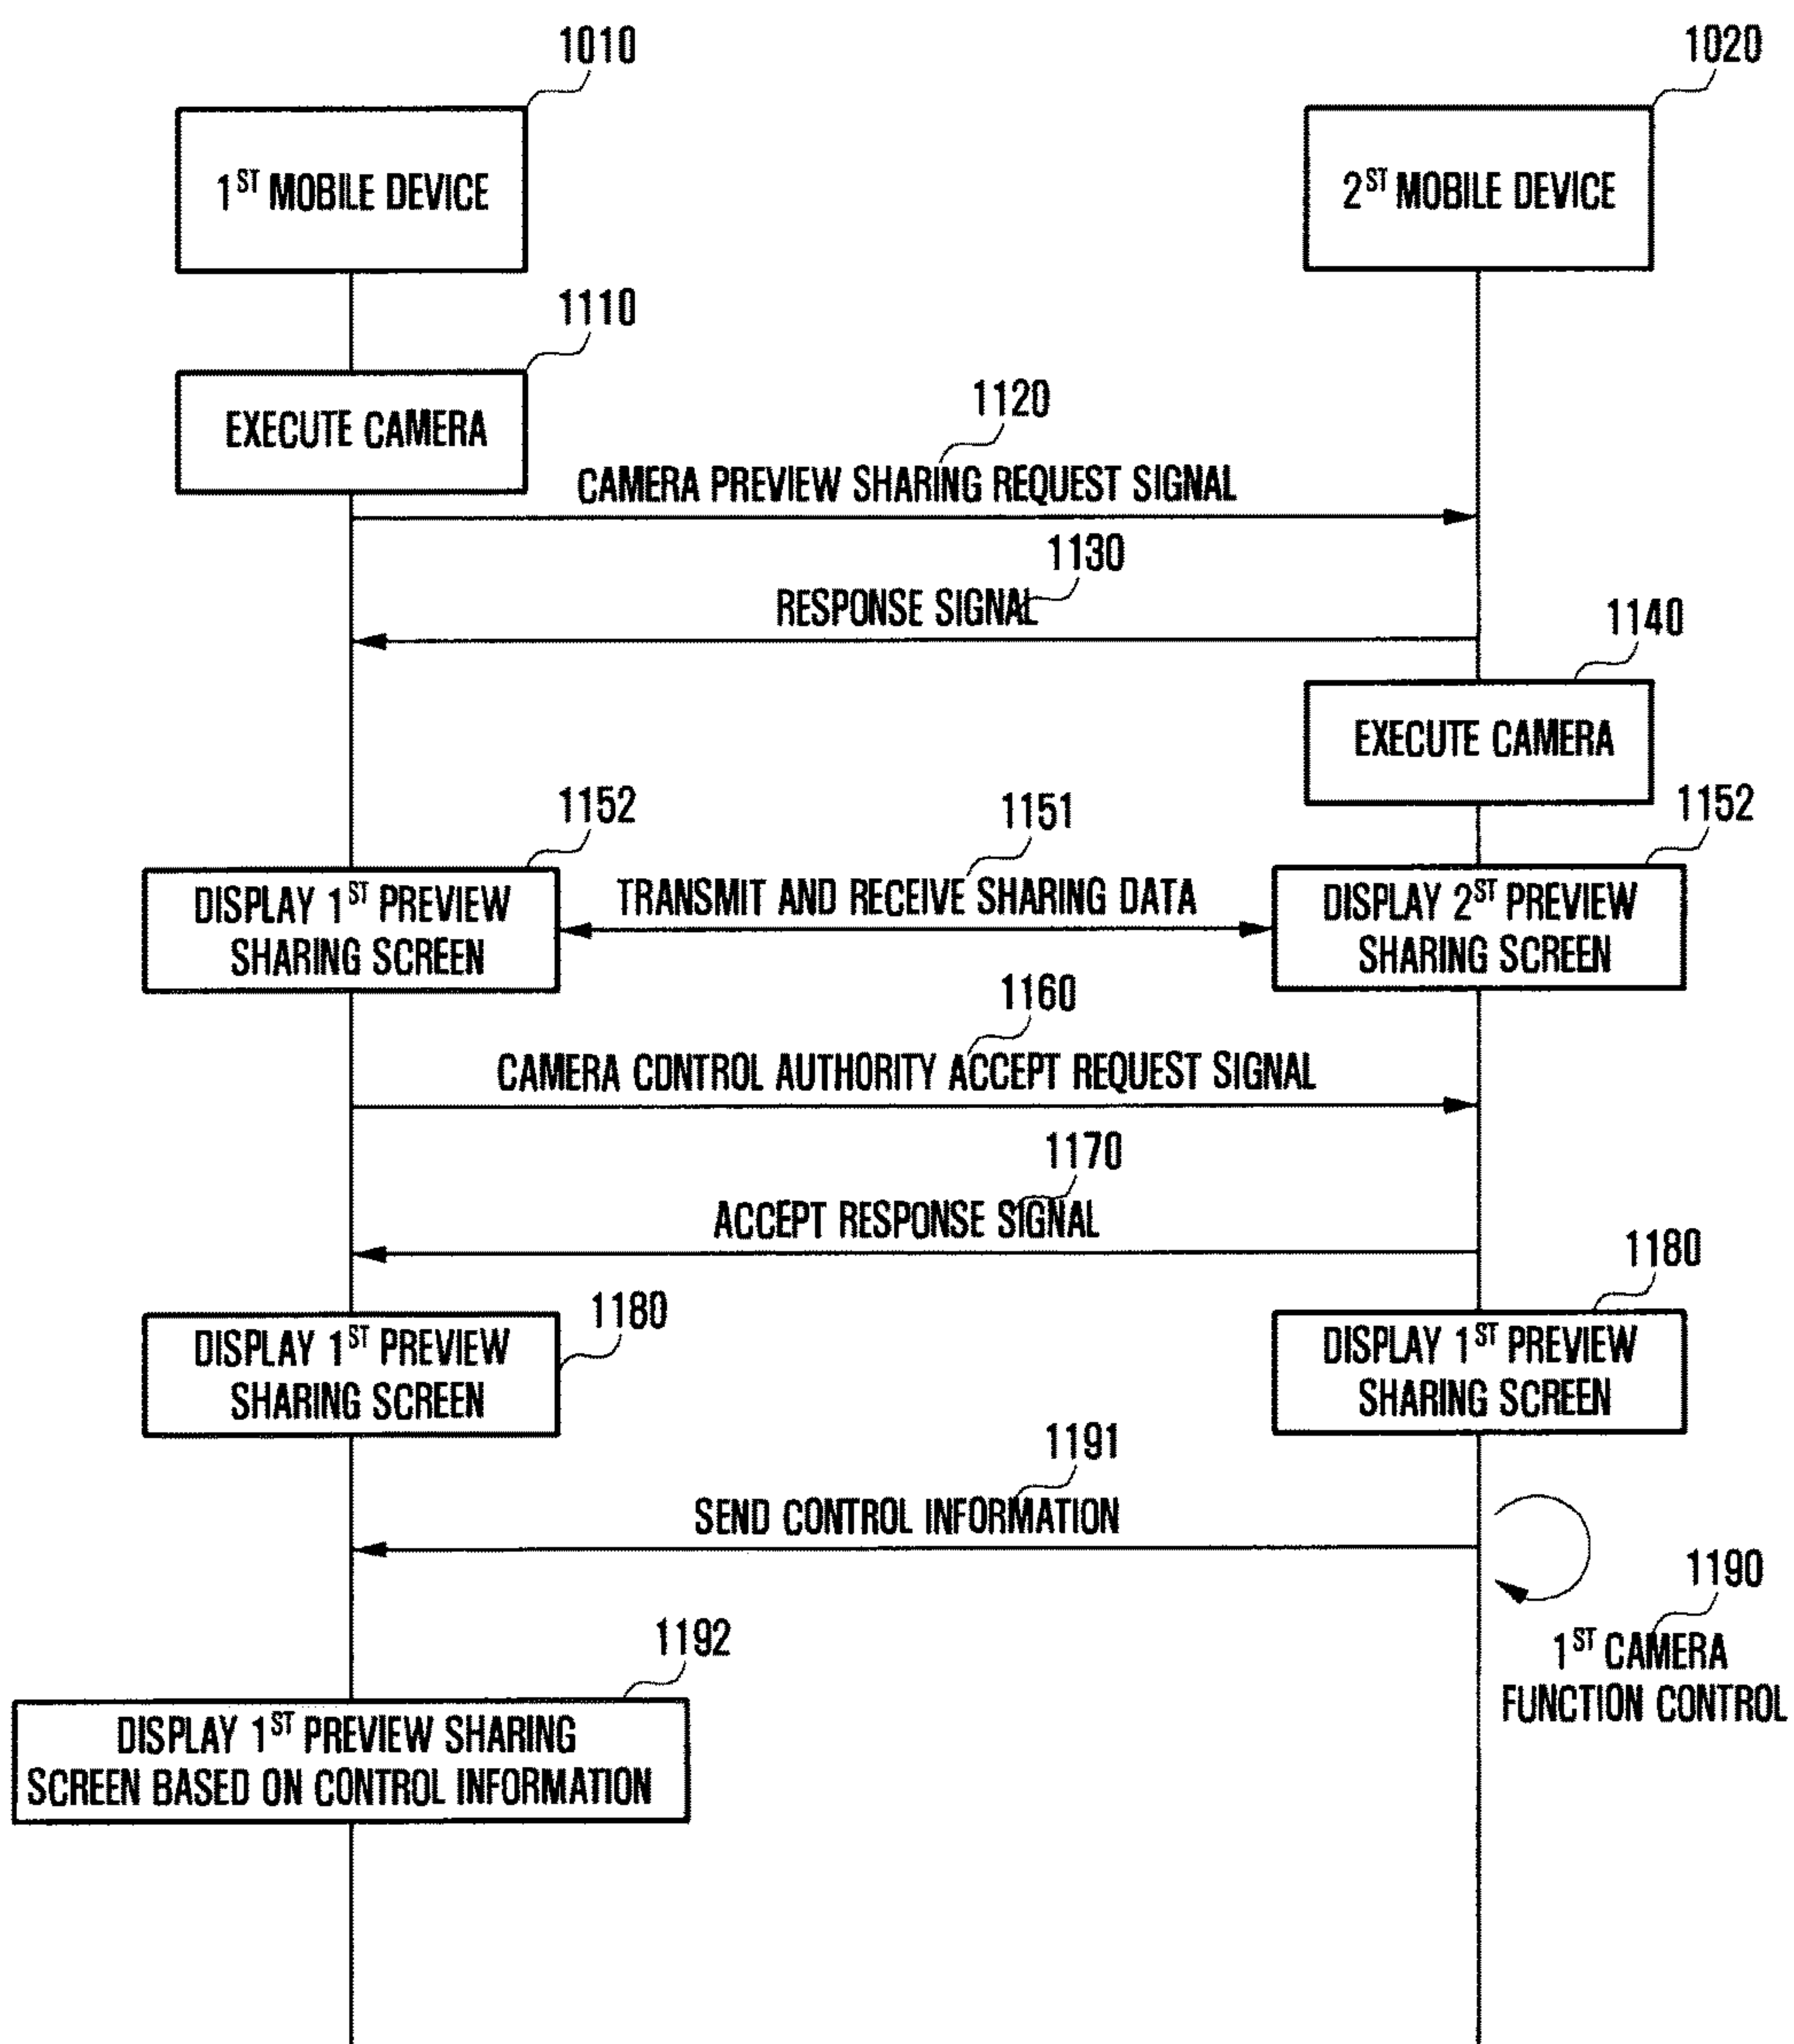 1010
1020
1ST MOBILE DEVICE
2ST MOBILE DEVICE
1110
EXECUTE CAMERA
1120
CAMERA PREVIEW SHARING REQUEST SIGNAL
1130
RESPONSE SIGNAL
1140
EXECUTE CAMERA
1152
1151
1152
DISPLAY 1ST PREVIEW
SHARING SCREEN
TRANSMIT AND RECEIVE SHARING DATA
DISPLAY 2ST PREVIEW
SHARING SCREEN
1160
CAMERA CONTROL AUTHORITY ACCEPT REQUEST SIGNAL
1170
ACCEPT RESPONSE SIGNAL
1180
1180
DISPLAY 1ST PREVIEW
SHARING SCREEN
DISPLAY 1ST PREVIEW
SHARING SCREEN
1191
SEND CONTROL INFORMATION
1190
1ST CAMERA
FUNCTION CONTROL
1192
DISPLAY 1ST PREVIEW SHARING
SCREEN BASED ON CONTROL INFORMATION